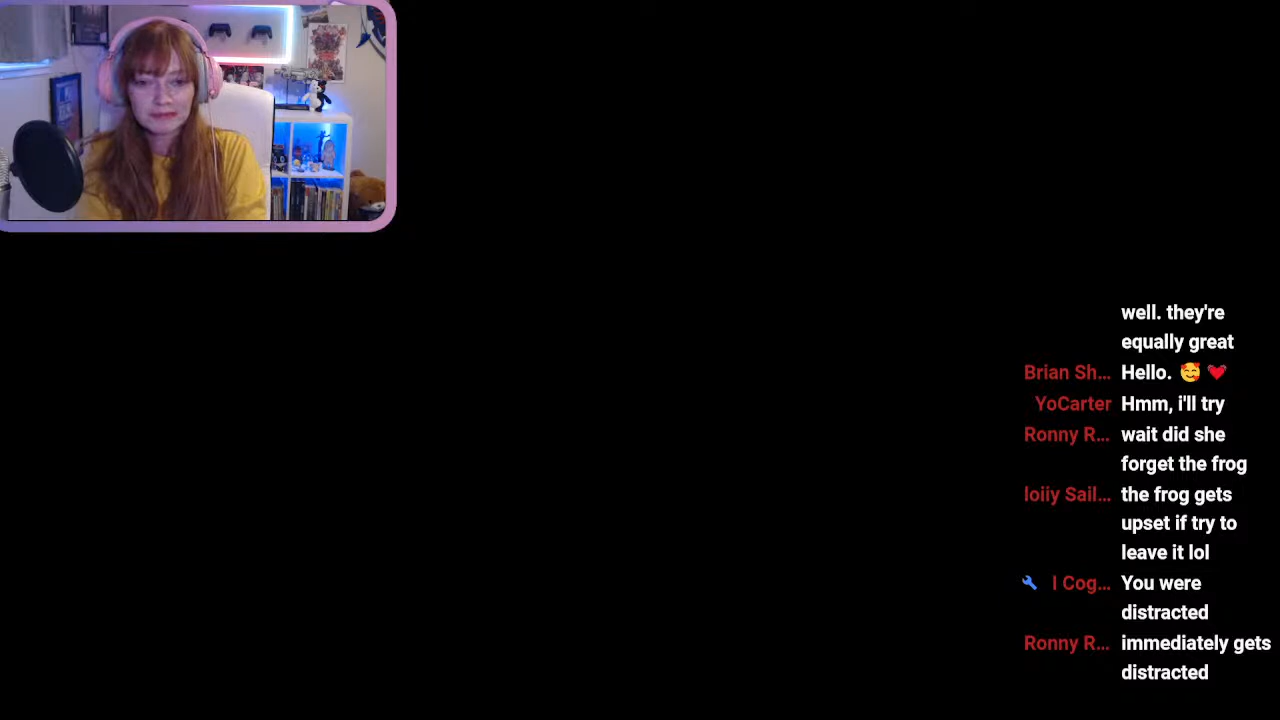 well. they're
equally great
Brian Sh... Hello. 🥰 💓
YoCarter Hmm, i'll try
Ronny R... wait did she
forget the frog
loiiy Sail... the frog gets
upset if try to
leave it lol
I Cog... You were
distracted
Ronny R... immediately gets
distracted